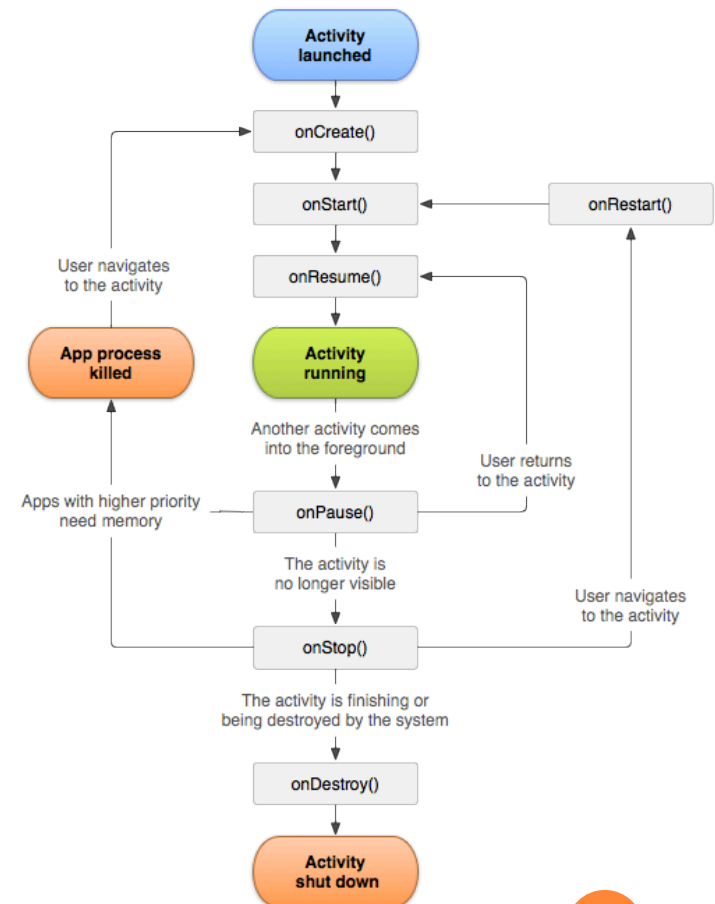 Activity
launched
onCreate()
onStart()
onRestart()
User navigates
to the activity
onResume()
App process
killed
Activity
running
Another activity comes
into the foreground
User returns
to the activity
Apps with higher priority
need memory
onPause()
The activity is
no longer visible
User navigates
to the activity
onStop()
The activity is finishing or
being destroyed by the system
onDestroy()
Activity
shut down